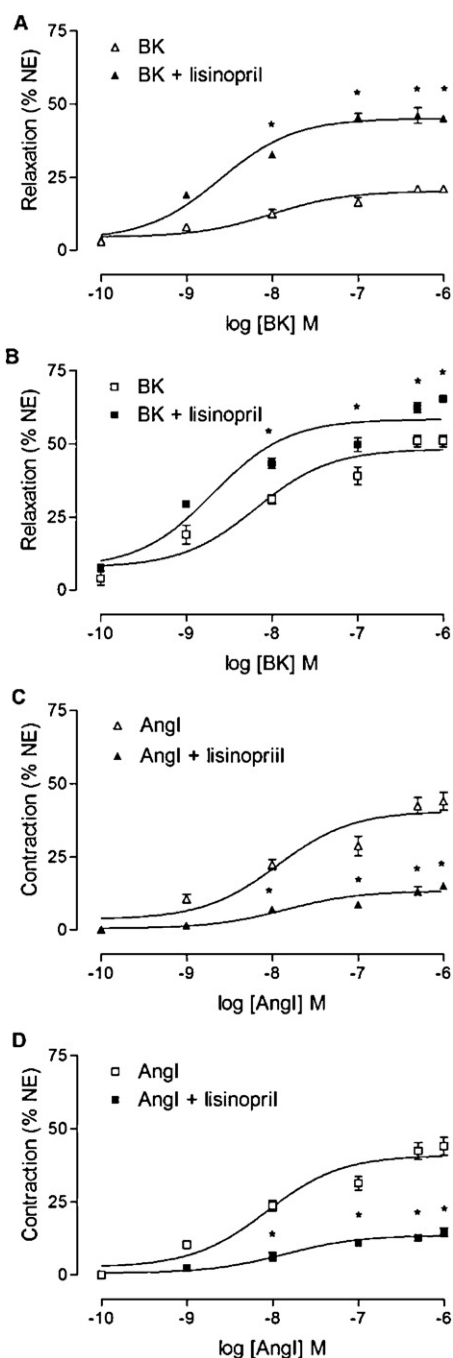 A
Relaxation (% NE)
75
50
25
0
BK
BK + lisinopril
* * * *
-10 -9 -8 -7 -6
log [BK] M
B
Relaxation (% NE)
75
50
25
0
BK
BK + lisinopril
* * * *
-10 -9 -8 -7 -6
log [BK] M
C
Contraction (% NE)
75
50
25
0
AngI
AngI + lisinopriil
* * * *
-10 -9 -8 -7 -6
log [AngI] M
D
Contraction (% NE)
75
50
25
0
AngI
AngI + lisinopril
* * * *
-10 -9 -8 -7 -6
log [AngI] M